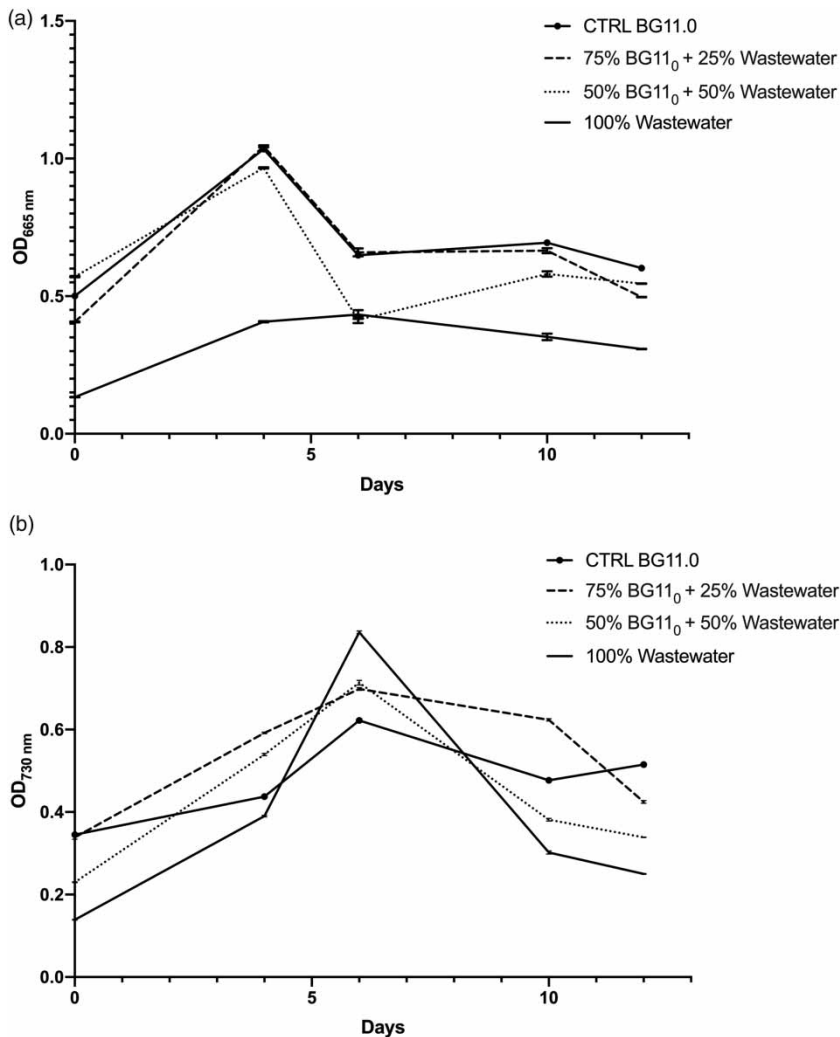 (a)
1.5
1.0
0.5
0.0
OD665 nm
0
5
10
Days
CTRL BG11.0
75% BG110 + 25% Wastewater
50% BG110 + 50% Wastewater
100% Wastewater
(b)
1.0
0.8
0.6
0.4
0.2
0.0
OD730 nm
0
5
10
Days
CTRL BG11.0
75% BG110 + 25% Wastewater
50% BG110 + 50% Wastewater
100% Wastewater